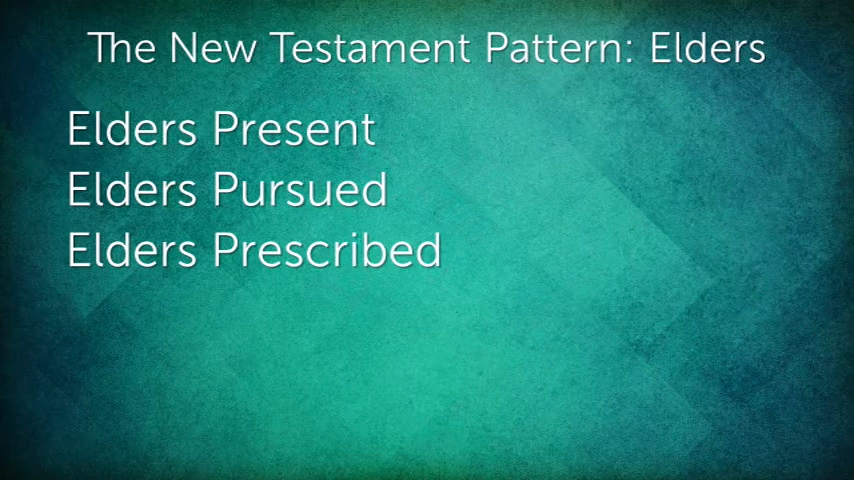 The New Testament Pattern: Elders
Elders Present
Elders Pursued
Elders Prescribed